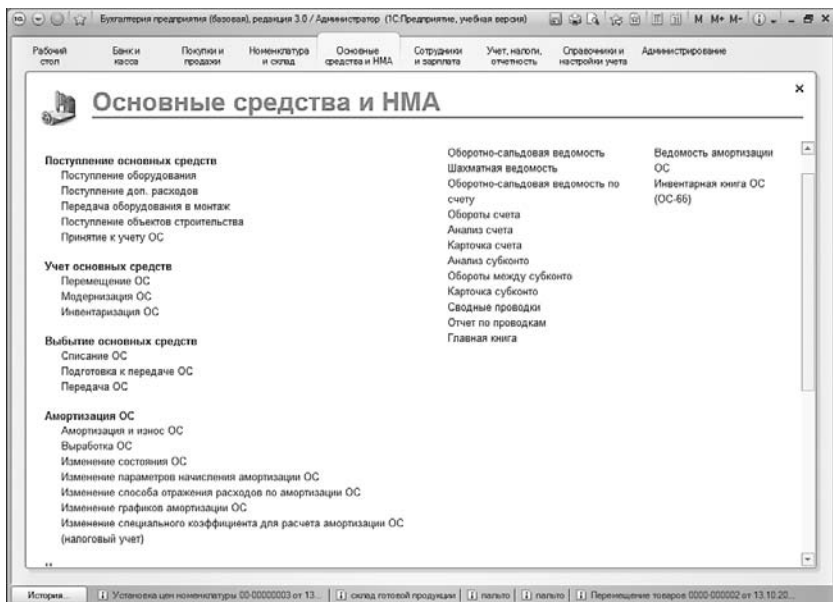 Бухгалтерия предприятия (базовая), редакция 3.0 / Администратор (1С:Предприятие, учебная версия)
M M+ M-
Рабочий стол
Банк и касса
Покупки и продажи
Номенклатура и склад
Основные средства и НМА
Сотрудники и зарплата
Учет, налоги, отчетность
Справочники и настройки учета
Администрирование
Основные средства и НМА
Поступление основных средств
Поступление оборудования
Поступление доп. расходов
Передача оборудования в монтаж
Поступление объектов строительства
Принятие к учету ОС
Учет основных средств
Перемещение ОС
Модернизация ОС
Инвентаризация ОС
Выбытие основных средств
Списание ОС
Подготовка к передаче ОС
Передача ОС
Амортизация ОС
Амортизация и износ ОС
Выработка ОС
Изменение состояния ОС
Изменение параметров начисления амортизации ОС
Изменение способа отражения расходов по амортизации ОС
Изменение графиков амортизации ОС
Изменение специального коэффициента для расчета амортизации ОС
(налоговый учет)
Оборотно-сальдовая ведомость
Шахматная ведомость
Оборотно-сальдовая ведомость по
счету
Обороты счета
Анализ счета
Карточка счета
Анализ субконто
Обороты между субконто
Карточка субконто
Сводные проводки
Отчет по проводкам
Главная книга
Ведомость амортизации
ОС
Инвентарная книга ОС
(ОС-6б)
История...
Установка цен номенклатуры 00-00000003 от 13...
склад готовой продукции
пальто
пальто
Перемещение товаров 0000-000002 от 13.10.20...